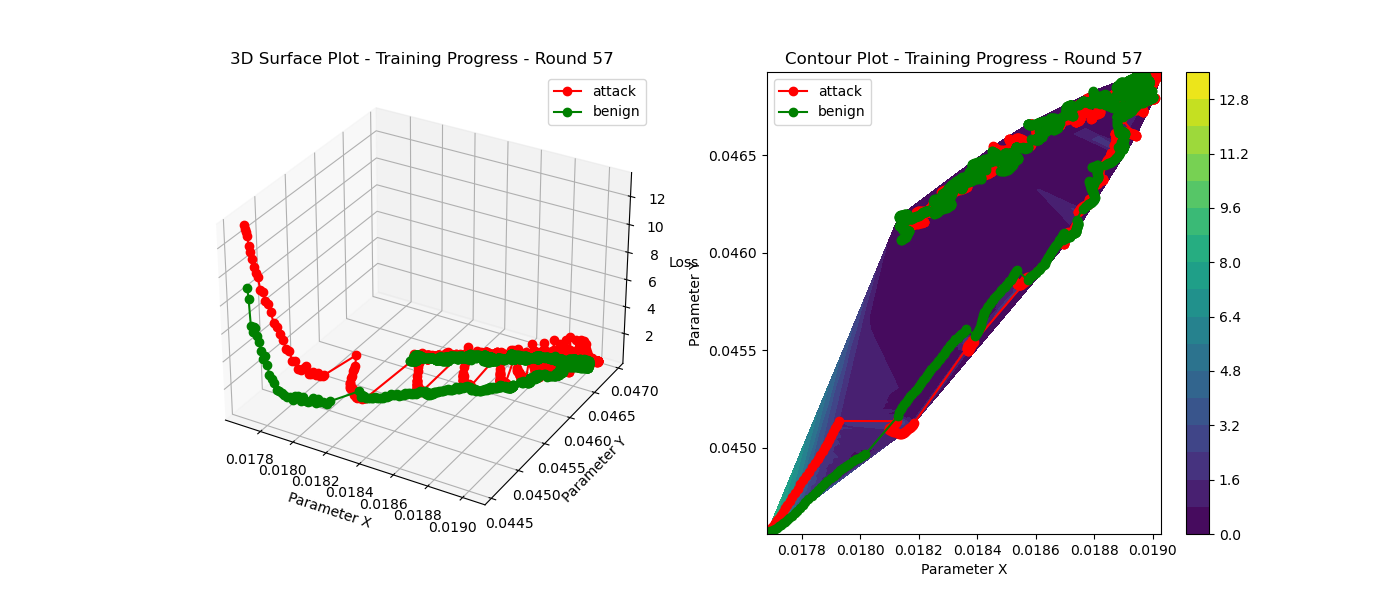 3D Surface Plot - Training Progress - Round 57
attack
benign
12
10
8
6
4
2
Loss
0.0470
0.0465
0.0460
0.0455
0.0450
0.0445
Parameter Y
0.0178
0.0180
0.0182
0.0184
0.0186
0.0188
0.0190
Parameter X
Contour Plot - Training Progress - Round 57
attack
benign
0.0465
0.0460
0.0455
0.0450
Parameter Y
0.0178 0.0180 0.0182 0.0184 0.0186 0.0188 0.0190
Parameter X
12.8
11.2
9.6
8.0
6.4
4.8
3.2
1.6
0.0